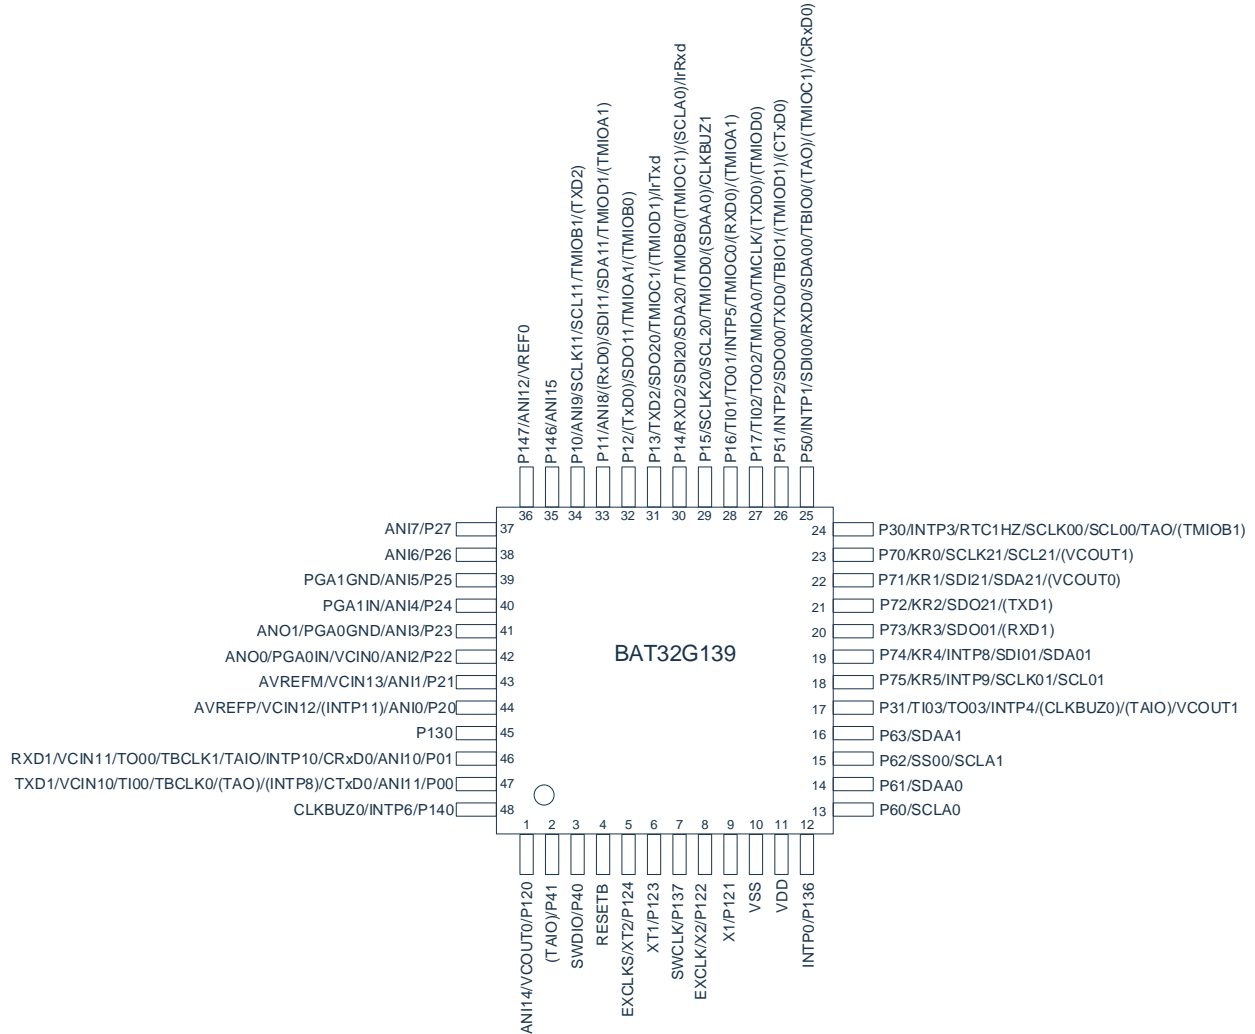 P147/ANI12/VREF0
P146/ANI15
P10/ANI9/SCLK11/SCL11/TMIOB1/(TXD2)
P11/ANI8/(RxD0)/SDI11/SDA11/TMIOD1/(TMIOA1)
P12/(TxD0)/SDO11/TMIOA1/(TMIOB0)
P13/TXD2/SDO20/TMIOC1/(TMIOD1)/IrTxd
P14/RXD2/SDI20/SDA20/TMIOB0/(TMIOC1)/(SCLA0)/IrRxd
P15/SCLK20/SCL20/TMIOD0/(SDAA0)/CLKBUZ1
P16/TI01/TO01/INTP5/TMIOC0/(RXD0)/(TMIOA1)
P17/TI02/TO02/TMIOA0/TMCLK/(TXD0)/(TMIOD0)
P51/INTP2/SDO00/TXD0/TBIO1/(TMIOD1)/(CTxD0)
P50/INTP1/SDI00/RXD0/SDA00/TBIO0/(TAO)/(TMIOC1)/(CRxD0)
36 35 34 33 32 31 30 29 28 27 26 25
ANI7/P27 37
ANI6/P26 38
PGA1GND/ANI5/P25 39
PGA1IN/ANI4/P24 40
ANO1/PGA0GND/ANI3/P23 41
ANO0/PGA0IN/VCIN0/ANI2/P22 42
AVREFM/VCIN13/ANI1/P21 43
AVREFP/VCIN12/(INTP11)/ANI0/P20 44
P130 45
RXD1/VCIN11/TO00/TBCLK1/TAIO/INTP10/CRxD0/ANI10/P01 46
TXD1/VCIN10/TI00/TBCLK0/(TAO)/(INTP8)/CTxD0/ANI11/P00 47
CLKBUZ0/INTP6/P140 48
BAT32G139
24 P30/INTP3/RTC1HZ/SCLK00/SCL00/TAO/(TMIOB1)
23 P70/KR0/SCLK21/SCL21/(VCOUT1)
22 P71/KR1/SDI21/SDA21/(VCOUT0)
21 P72/KR2/SDO21/(TXD1)
20 P73/KR3/SDO01/(RXD1)
19 P74/KR4/INTP8/SDI01/SDA01
18 P75/KR5/INTP9/SCLK01/SCL01
17 P31/TI03/TO03/INTP4/(CLKBUZ0)/(TAIO)/VCOUT1
16 P63/SDAA1
15 P62/SS00/SCLA1
14 P61/SDAA0
13 P60/SCLA0
1 2 3 4 5 6 7 8 9 10 11 12
ANI14/VCOUT0/P120
(TAIO)/P41
SWDIO/P40
RESETB
EXCLKS/XT2/P124
XT1/P123
SWCLK/P137
EXCLK/X2/P122
X1/P121
VSS
VDD
INTP0/P136